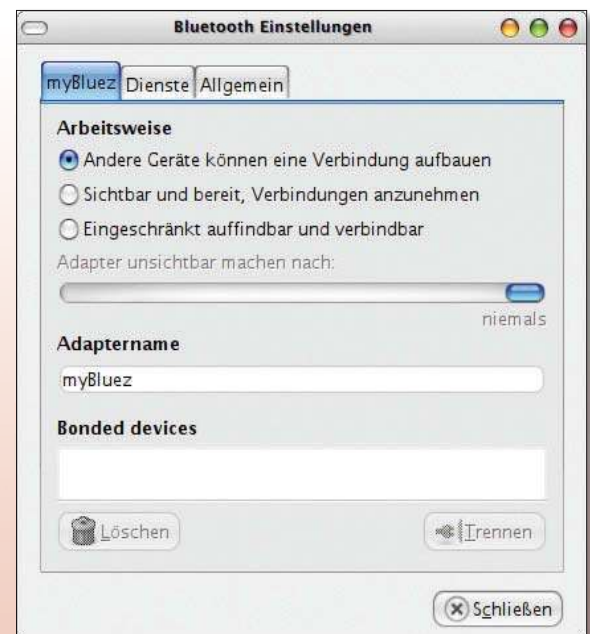 Bluetooth Einstellungen
myBluez Dienste Allgemein
Arbeitsweise
Andere Geräte können eine Verbindung aufbauen
Sichtbar und bereit, Verbindungen anzunehmen
Eingeschränkt auffindbar und verbindbar
Adapter unsichtbar machen nach:
niemals
Adaptername
myBluez
Bonded devices
Löschen Trennen
Schließen